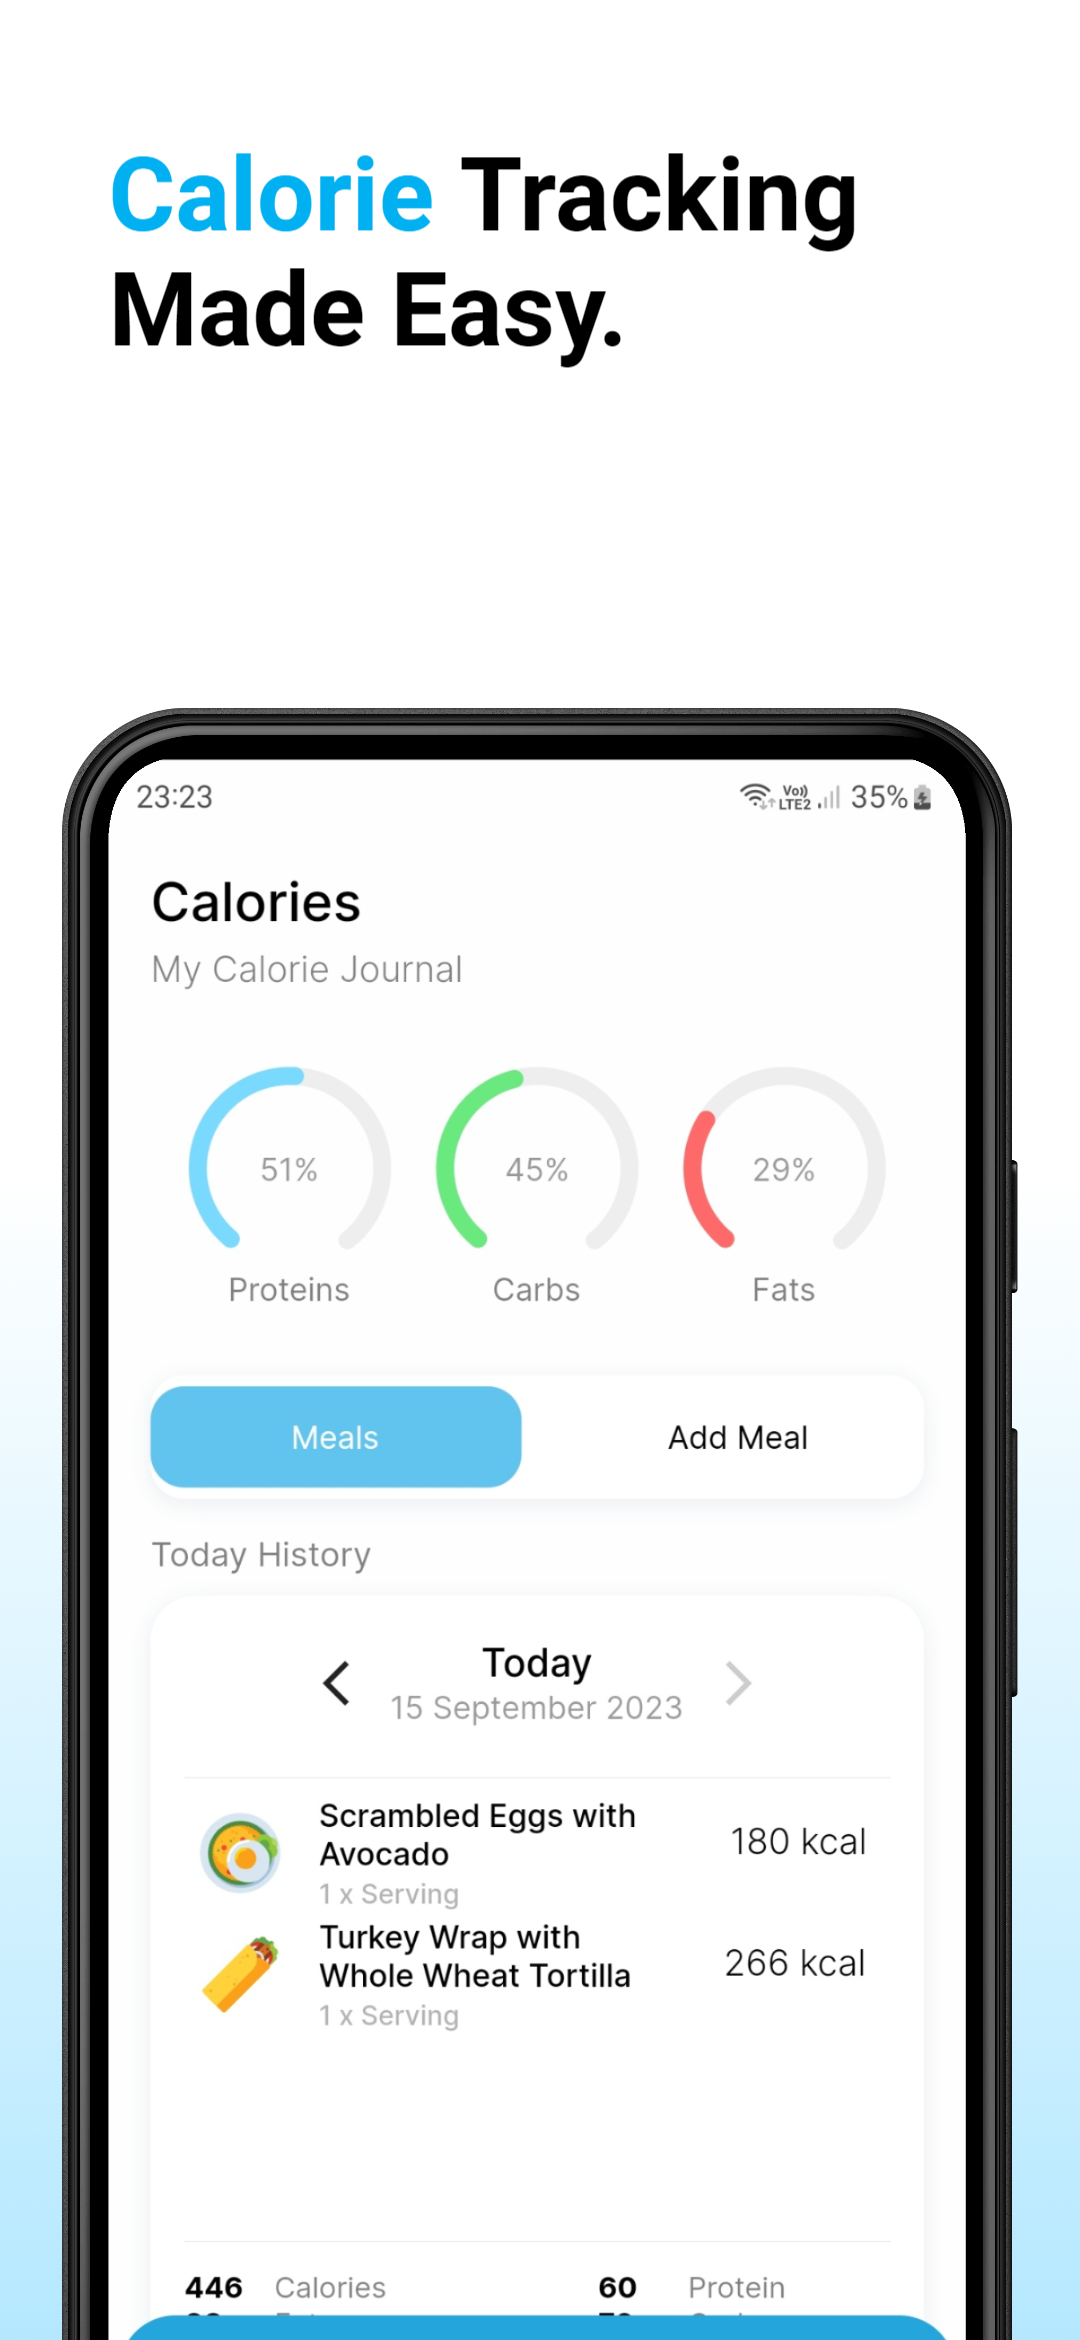 Calorie Tracking
Made Easy.
23:23
Vo))
LTE2
35%
Calories
My Calorie Journal
51%
45%
29%
Proteins
Carbs
Fats
Meals
Add Meal
Today History
Today
15 September 2023
Scrambled Eggs with
Avocado
180 kcal
1 x Serving
Turkey Wrap with
Whole Wheat Tortilla
266 kcal
1 x Serving
446 Calories
60 Protein